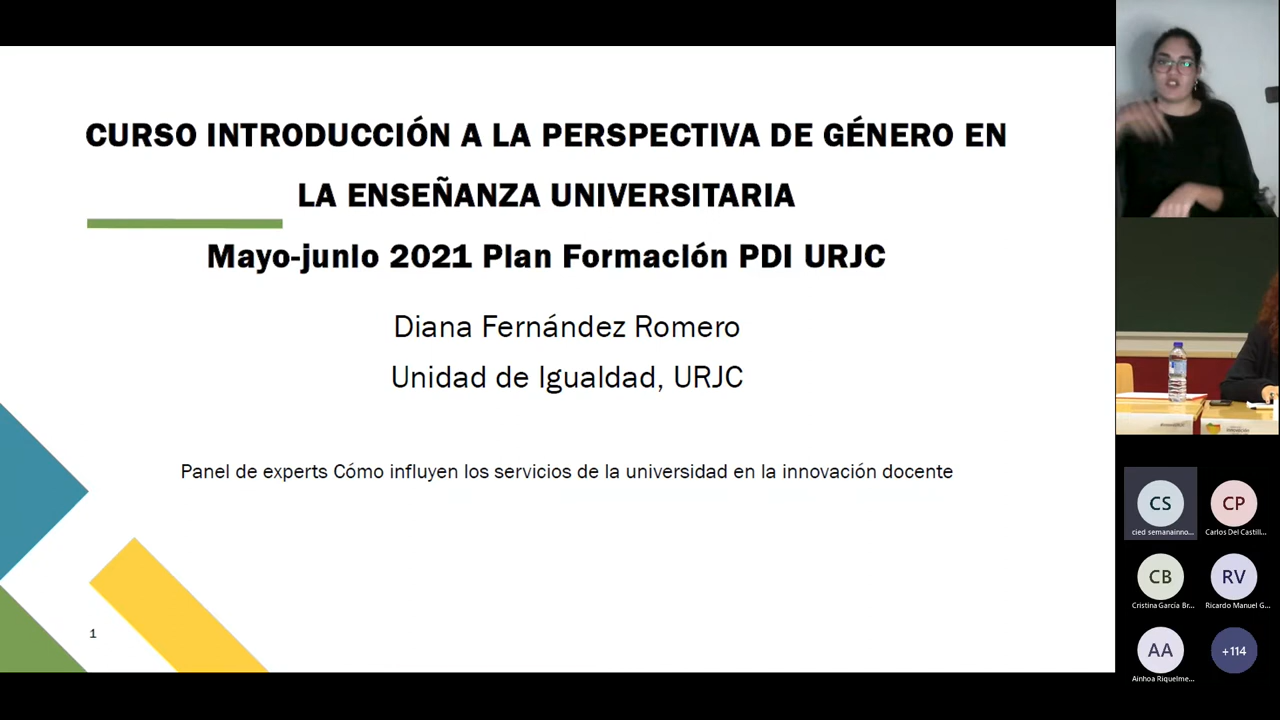 CURSO INTRODUCCIÓN A LA PERSPECTIVA DE GÉNERO EN
LA ENSEÑANZA UNIVERSITARIA
Mayo-junio 2021 Plan Formación PDI URJC
Diana Fernández Romero
Unidad de Igualdad, URJC
Panel de experts Cómo influyen los servicios de la universidad en la innovación docente
1
CS
cied semanainno...
CP
Carlos Del Castill...
CB
Cristina García Br...
RV
Ricardo Manuel G...
AA
Ainhoa Riquelme...
+114